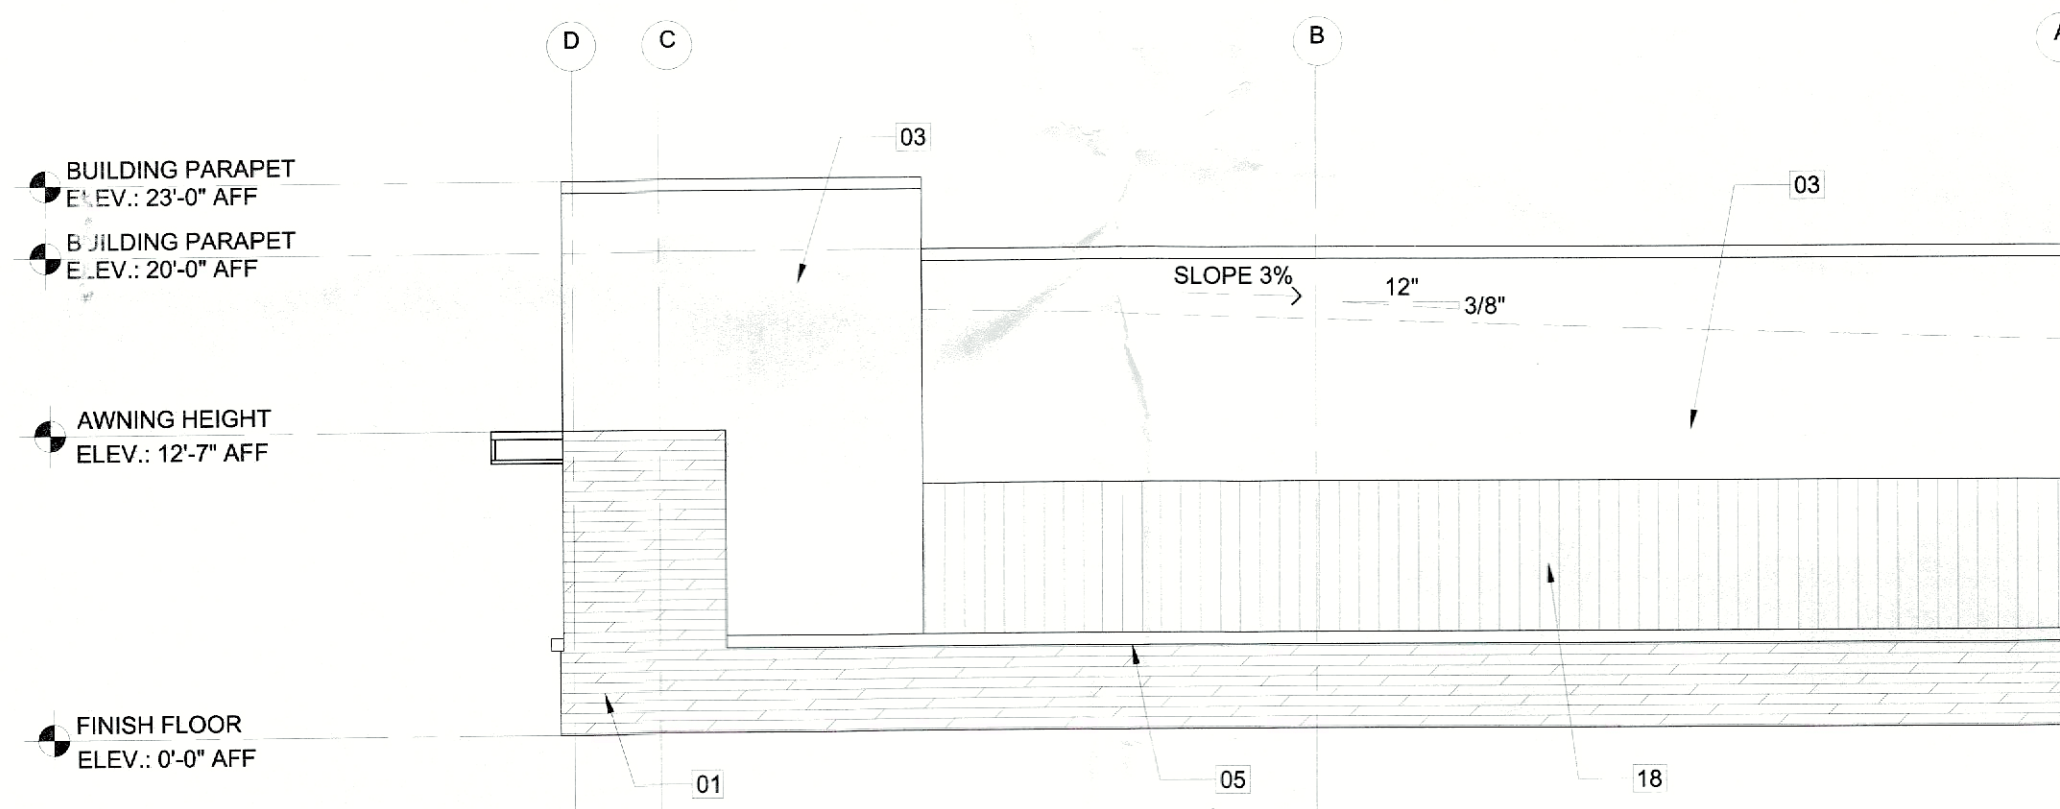 D
C
B
A
03
BUILDING PARAPET
ELEV.: 23'-0" AFF
03
BUILDING PARAPET
ELEV.: 20'-0" AFF
SLOPE 3%
12"
3/8"
AWNING HEIGHT
ELEV.: 12'-7" AFF
FINISH FLOOR
ELEV.: 0'-0" AFF
01
05
18